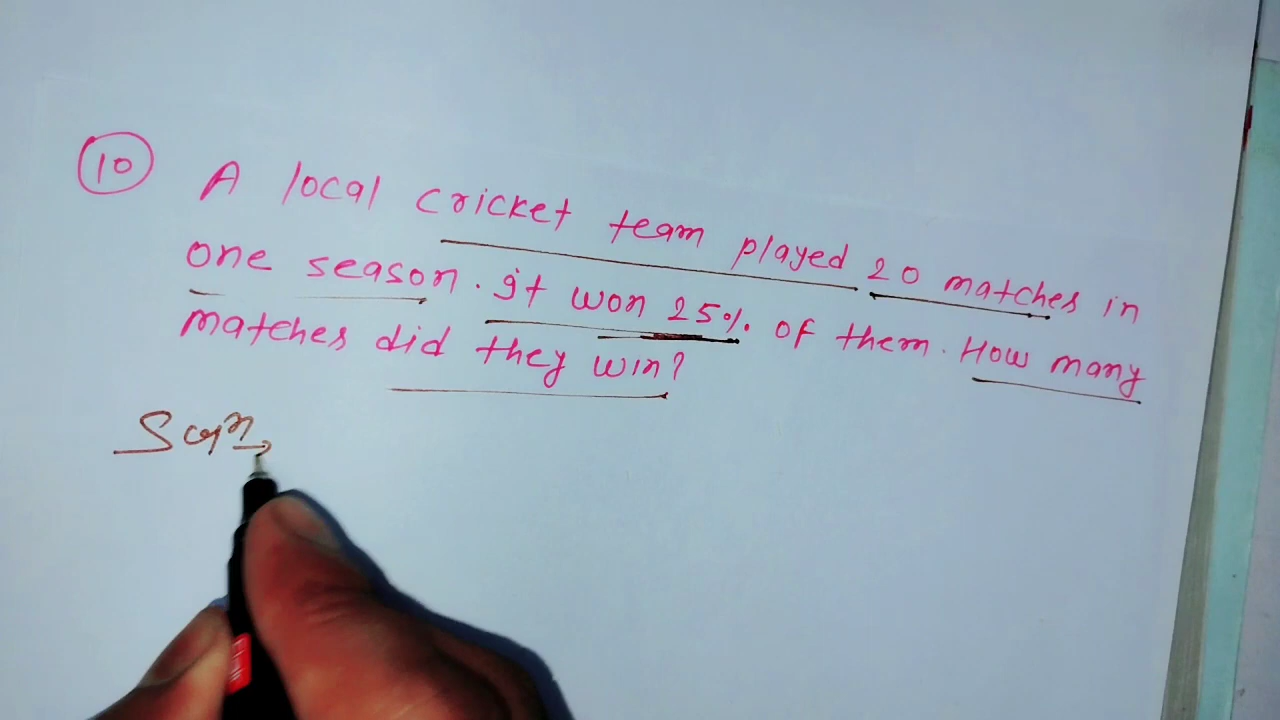 10 A local cricket team played 20 matches in
one season. It won 25% of them. How many
matches did they win?
Soln